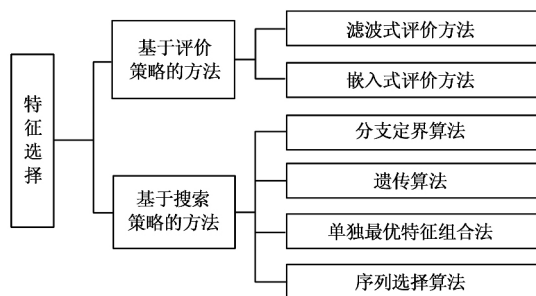 特征选择
基于评价
策略的方法
滤波式评价方法
嵌入式评价方法
基于搜索
策略的方法
分支定界算法
遗传算法
单独最优特征组合法
序列选择算法